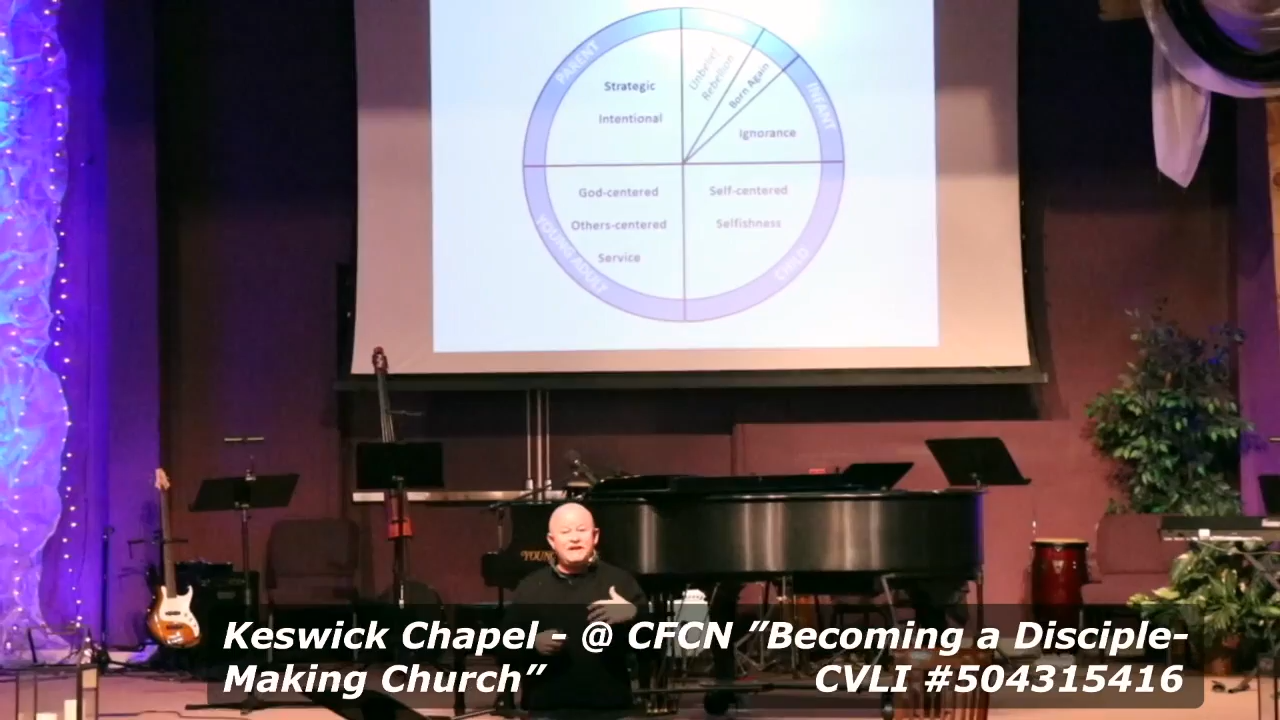 PARENT
Strategic
Intentional
Unbelief
Rebellion
Born Again
INFANT
Ignorance
God-centered
Others-centered
Service
YOUNG ADULT
Self-centered
Selfishness
CHILD
YOUNG
Keswick Chapel - @ CFCN "Becoming a Disciple-
Making Church" CVLI #504315416